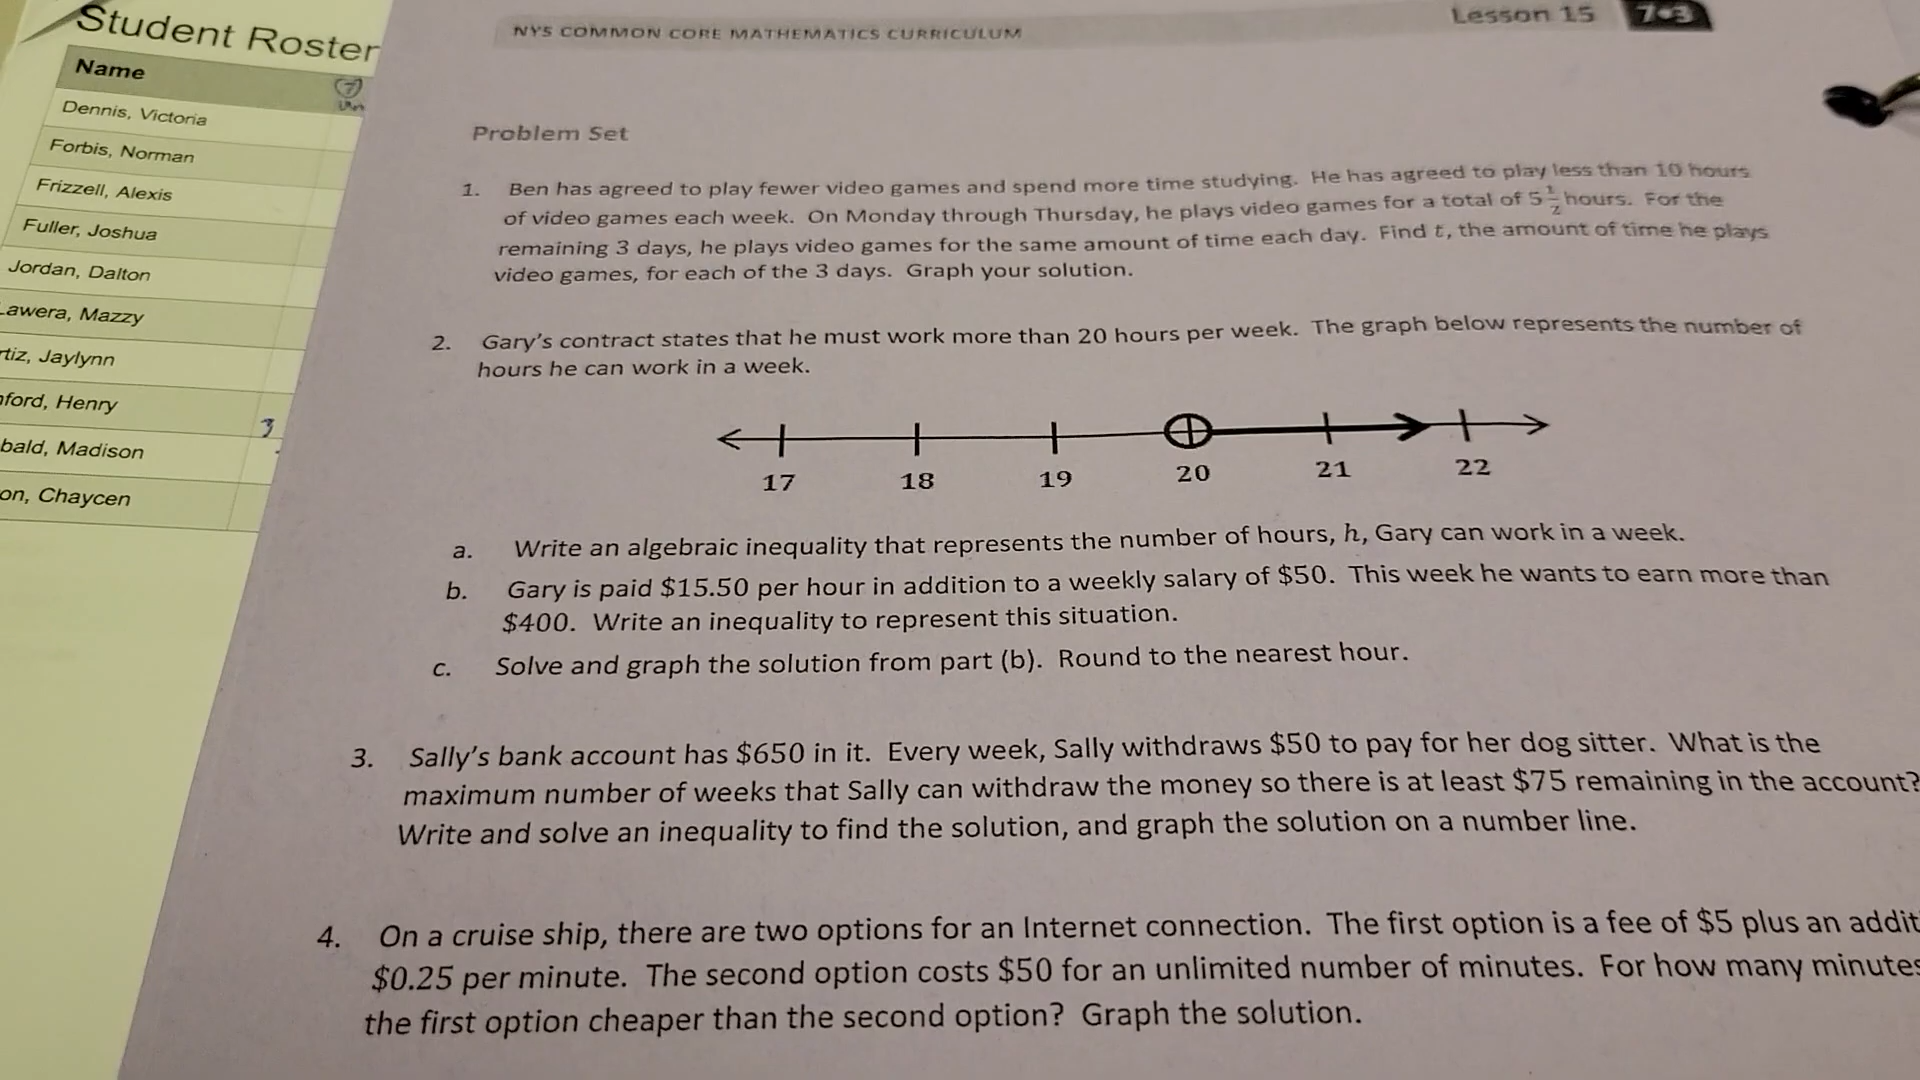 Student Roster
Name
Dennis, Victoria
Forbis, Norman
Frizzell, Alexis
Fuller, Joshua
Jordan, Dalton
Lawera, Mazzy
rtiz, Jaylynn
ford, Henry
3
bald, Madison
on, Chaycen
NYS COMMON CORE MATHEMATICS CURRICULUM
Lesson 15
7•3
Problem Set
1. Ben has agreed to play fewer video games and spend more time studying. He has agreed to play less than 10 hours
of video games each week. On Monday through Thursday, he plays video games for a total of 5 1/2 hours. For the
remaining 3 days, he plays video games for the same amount of time each day. Find t, the amount of time he plays
video games, for each of the 3 days. Graph your solution.
2. Gary's contract states that he must work more than 20 hours per week. The graph below represents the number of
hours he can work in a week.
17 18 19 20 21 22
a. Write an algebraic inequality that represents the number of hours, h, Gary can work in a week.
b. Gary is paid $15.50 per hour in addition to a weekly salary of $50. This week he wants to earn more than
$400. Write an inequality to represent this situation.
c. Solve and graph the solution from part (b). Round to the nearest hour.
3. Sally's bank account has $650 in it. Every week, Sally withdraws $50 to pay for her dog sitter. What is the
maximum number of weeks that Sally can withdraw the money so there is at least $75 remaining in the account?
Write and solve an inequality to find the solution, and graph the solution on a number line.
4. On a cruise ship, there are two options for an Internet connection. The first option is a fee of $5 plus an addit
$0.25 per minute. The second option costs $50 for an unlimited number of minutes. For how many minutes
the first option cheaper than the second option? Graph the solution.